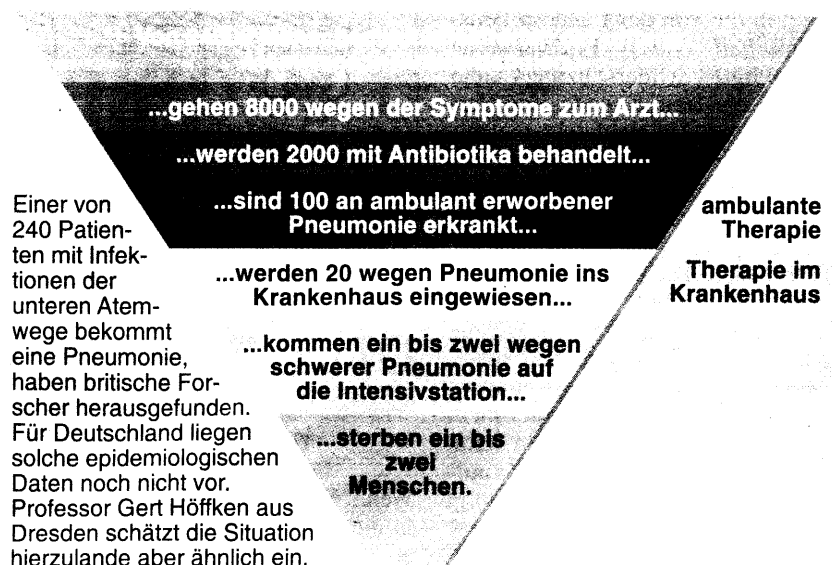 ...gehen 8000 wegen der Symptome zum Arzt...
...werden 2000 mit Antibiotika behandelt...
...sind 100 an ambulant erworbener
Pneumonie erkrankt...
...werden 20 wegen Pneumonie ins
Krankenhaus eingewiesen...
...kommen ein bis zwei wegen
schwerer Pneumonie auf
die Intensivstation...
...sterben ein bis
zwei
Menschen.
Einer von
240 Patien-
ten mit Infek-
tionen der
unteren Atem-
wege bekommt
eine Pneumonie,
haben britische For-
scher herausgefunden.
Für Deutschland liegen
solche epidemiologischen
Daten noch nicht vor.
Professor Gert Höffken aus
Dresden schätzt die Situation
hierzulande aber ähnlich ein.
ambulante
Therapie
Therapie im
Krankenhaus